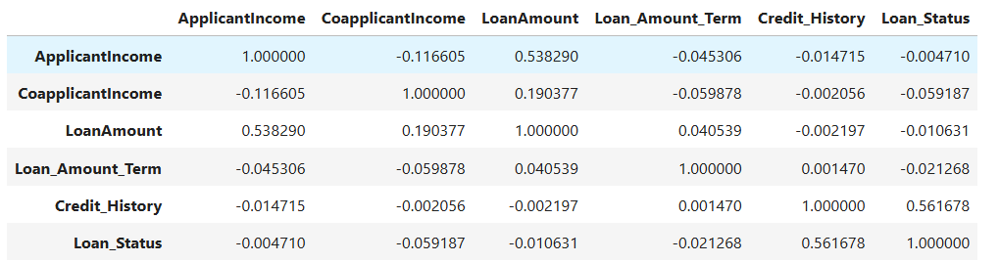 ApplicantIncome CoapplicantIncome LoanAmount Loan_Amount_Term Credit_History Loan_Status
ApplicantIncome 1.000000 -0.116605 0.538290 -0.045306 -0.014715 -0.004710
CoapplicantIncome -0.116605 1.000000 0.190377 -0.059878 -0.002056 -0.059187
LoanAmount 0.538290 0.190377 1.000000 0.040539 -0.002197 -0.010631
Loan_Amount_Term -0.045306 -0.059878 0.040539 1.000000 0.001470 -0.021268
Credit_History -0.014715 -0.002056 -0.002197 0.001470 1.000000 0.561678
Loan_Status -0.004710 -0.059187 -0.010631 -0.021268 0.561678 1.000000